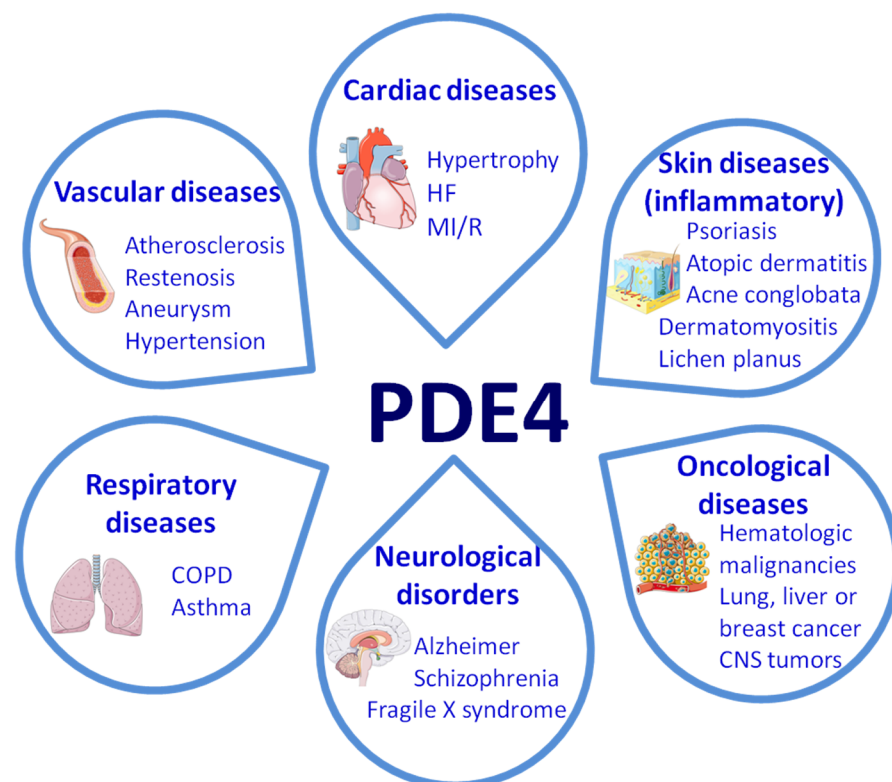 Cardiac diseases
Hypertrophy
HF
MI/R
Vascular diseases
Atherosclerosis
Restenosis
Aneurysm
Hypertension
Skin diseases
(inflammatory)
Psoriasis
Atopic dermatitis
Acne conglobata
Dermatomyositis
Lichen planus
PDE4
Respiratory
diseases
COPD
Asthma
Neurological
disorders
Alzheimer
Schizophrenia
Fragile X syndrome
Oncological
diseases
Hematologic
malignancies
Lung, liver or
breast cancer
CNS tumors